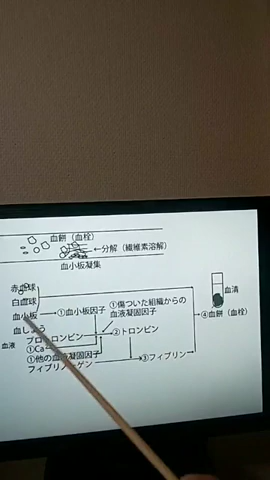 血餅（血栓）
←分解（繊維素溶解）
血小板凝集
赤血球
白血球
血小板
①血小板因子
①傷ついた組織からの
血液凝固因子
血清
④血餅（血栓）
血しょう
血液
プロトロンビン
②トロンビン
①Ca
①他の血液凝固因子
③フィブリン
フィブリノーゲン